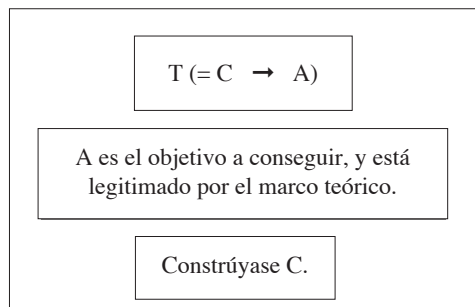 T (= C → A)
A es el objetivo a conseguir, y está
legitimado por el marco teórico.
Constrúyase C.